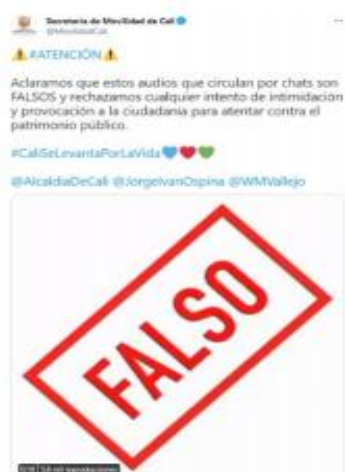 Secretaría de Movilidad de Cali
@MovilidadCali
⚠️ #ATENCIÓN ⚠️
Aclaramos que estos audios que circulan por chats son
FALSOS y rechazamos cualquier intento de intimidación
y provocación a la ciudadanía para atentar contra el
patrimonio público.
#CaliSeLevantaPorLaVida💙❤️💚
@AlcaldiaDeCali @JorgeIvanOspina @WMVallejo
FALSO